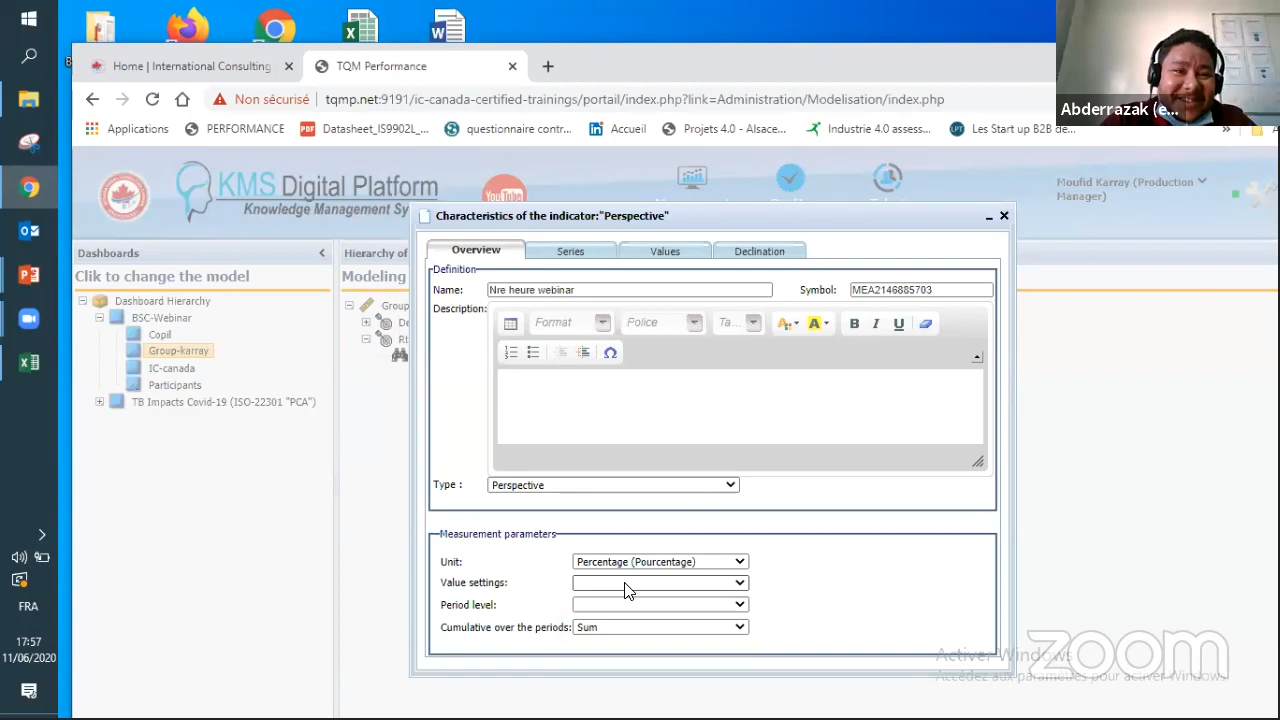 Home | International Consulting
TQM Performance
Non sécurisé
tqmp.net:9191/ic-canada-certified-trainings/portail/index.php?link=Administration/Modelisation/index.php
Abderrazak (e...
Applications
PERFORMANCE
Datasheet_IS9902L_...
questionnaire contr...
Accueil
Projets 4.0 - Alsace...
Industrie 4.0 assess...
Les Start up B2B de...
KMS Digital Platform
Knowledge Management Sy
YouTube
Moufid Karray (Production
Manager)
Characteristics of the indicator:"Perspective"
Dashboards
Hierarchy of
Clik to change the model
Modeling
Dashboard Hierarchy
BSC-Webinar
Copil
Group-karray
IC-canada
Participants
TB Impacts Covid-19 (ISO-22301 "PCA")
Group
De
Overview
Series
Values
Declination
Definition
Name:
Nre heure webinar
Symbol:
MEA2146885703
Description:
Format
Police
Ta...
B I U
Type :
Perspective
Measurement parameters
Unit:
Percentage (Pourcentage)
Value settings:
Period level:
Cumulative over the periods:
Sum
Activer Windows
Accédez aux paramètres pour activer Windows.
zoom
FRA
17:57
11/06/2020